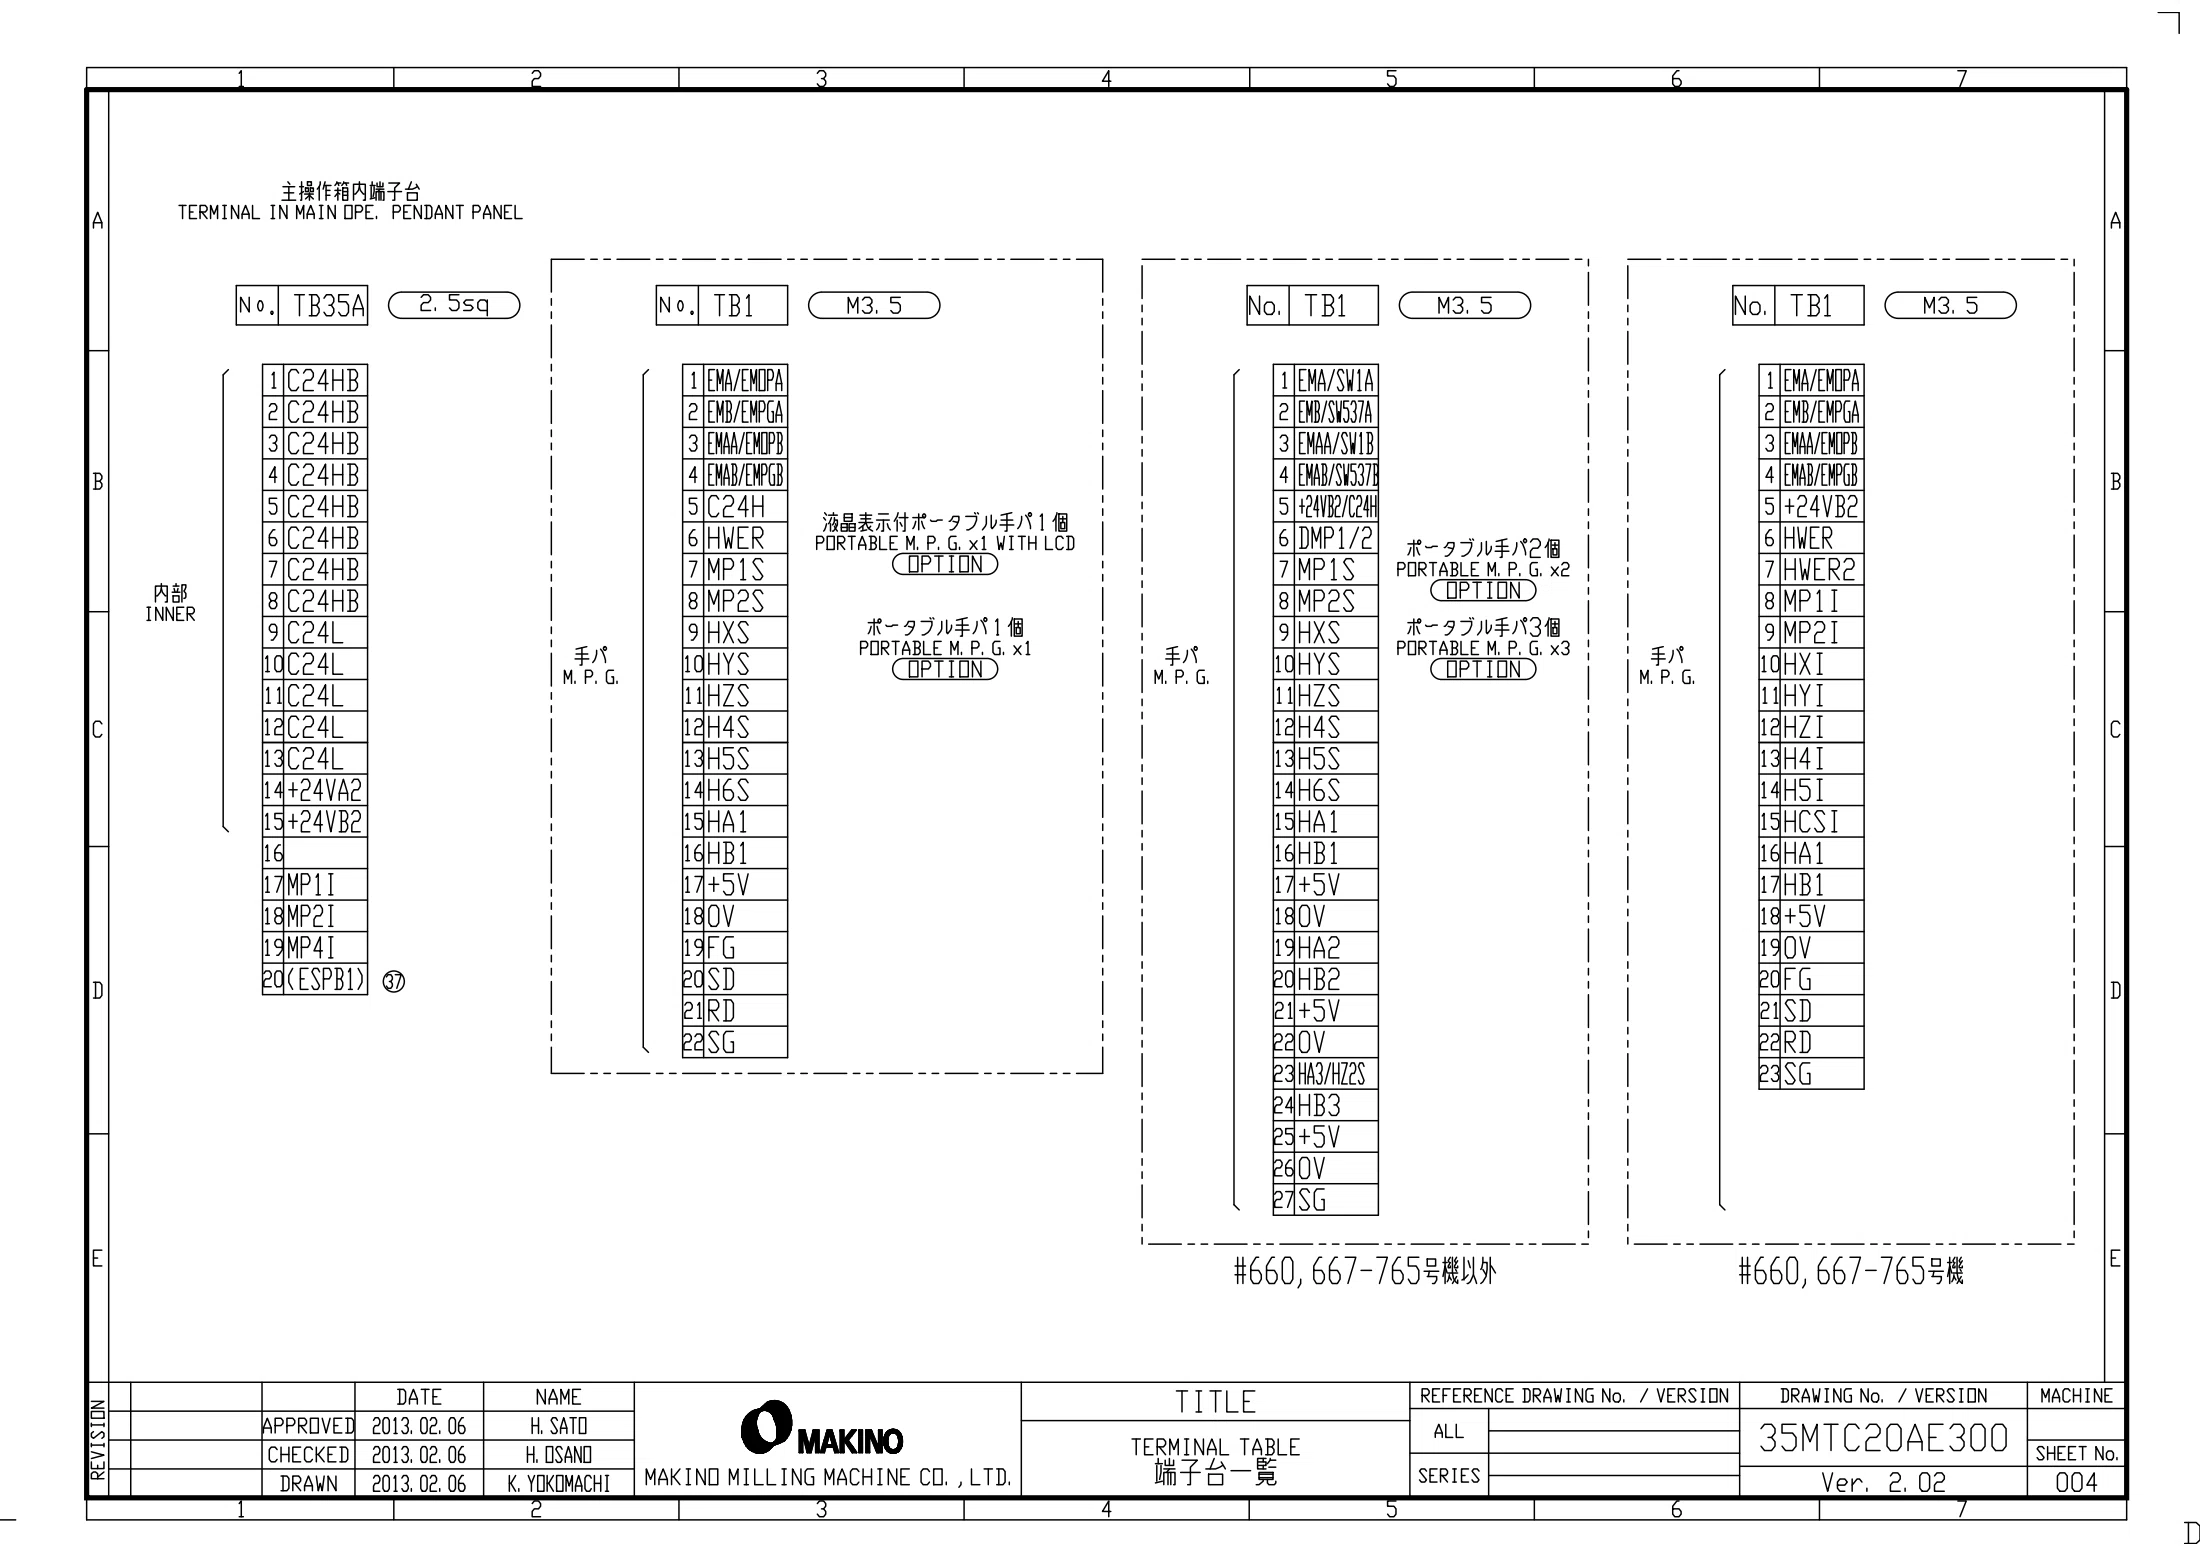 1 2 3 4 5 6 7
A
B
C
D
E
主操作箱内端子台
TERMINAL IN MAIN OPE. PENDANT PANEL
No. TB35A
2.5sq
内部
INNER
1 C24HB
2 C24HB
3 C24HB
4 C24HB
5 C24HB
6 C24HB
7 C24HB
8 C24HB
9 C24L
10 C24L
11 C24L
12 C24L
13 C24L
14 +24VA2
15 +24VB2
16
17 MP1I
18 MP2I
19 MP4I
20 (ESPB1)
37
No. TB1
M3.5
手パ
M.P.G.
1 EMA/EMOPA
2 EMB/EMPGA
3 EMAA/EMOPB
4 EMAB/EMPGB
5 C24H
6 HWER
7 MP1S
8 MP2S
9 HXS
10 HYS
11 HZS
12 H4S
13 H5S
14 H6S
15 HA1
16 HB1
17 +5V
18 0V
19 FG
20 SD
21 RD
22 SG
液晶表示付ポータブル手パ1個
PORTABLE M.P.G.x1 WITH LCD
OPTION
ポータブル手パ1個
PORTABLE M.P.G.x1
OPTION
No. TB1
M3.5
手パ
M.P.G.
1 EMA/SW1A
2 EMB/SW537A
3 EMAA/SW1B
4 EMAB/SW537B
5 +24VB2/C24H
6 DMP1/2
7 MP1S
8 MP2S
9 HXS
10 HYS
11 HZS
12 H4S
13 H5S
14 H6S
15 HA1
16 HB1
17 +5V
18 0V
19 HA2
20 HB2
21 +5V
22 0V
23 HA3/HZ2S
24 HB3
25 +5V
26 0V
27 SG
ポータブル手パ2個
PORTABLE M.P.G.x2
OPTION
ポータブル手パ3個
PORTABLE M.P.G.x3
OPTION
#660,667-765号機以外
No. TB1
M3.5
手パ
M.P.G.
1 EMA/EMOPA
2 EMB/EMPGA
3 EMAA/EMOPB
4 EMAB/EMPGB
5 +24VB2
6 HWER
7 HWER2
8 MP1I
9 MP2I
10 HXI
11 HYI
12 HZI
13 H4I
14 H5I
15 HCSI
16 HA1
17 HB1
18 +5V
19 0V
20 FG
21 SD
22 RD
23 SG
#660,667-765号機
A
B
C
D
E
REVISION
DATE NAME
APPROVED 2013.02.06 H.SATO
CHECKED 2013.02.06 H.OSANO
DRAWN 2013.02.06 K.YOKOMACHI
MAKINO
MAKINO MILLING MACHINE CO.,LTD.
TITLE
TERMINAL TABLE
端子台一覧
REFERENCE DRAWING No. / VERSION
ALL
SERIES
DRAWING No. / VERSION
35MTC20AE300
Ver. 2.02
MACHINE
SHEET No.
004
1 2 3 4 5 6 7
D